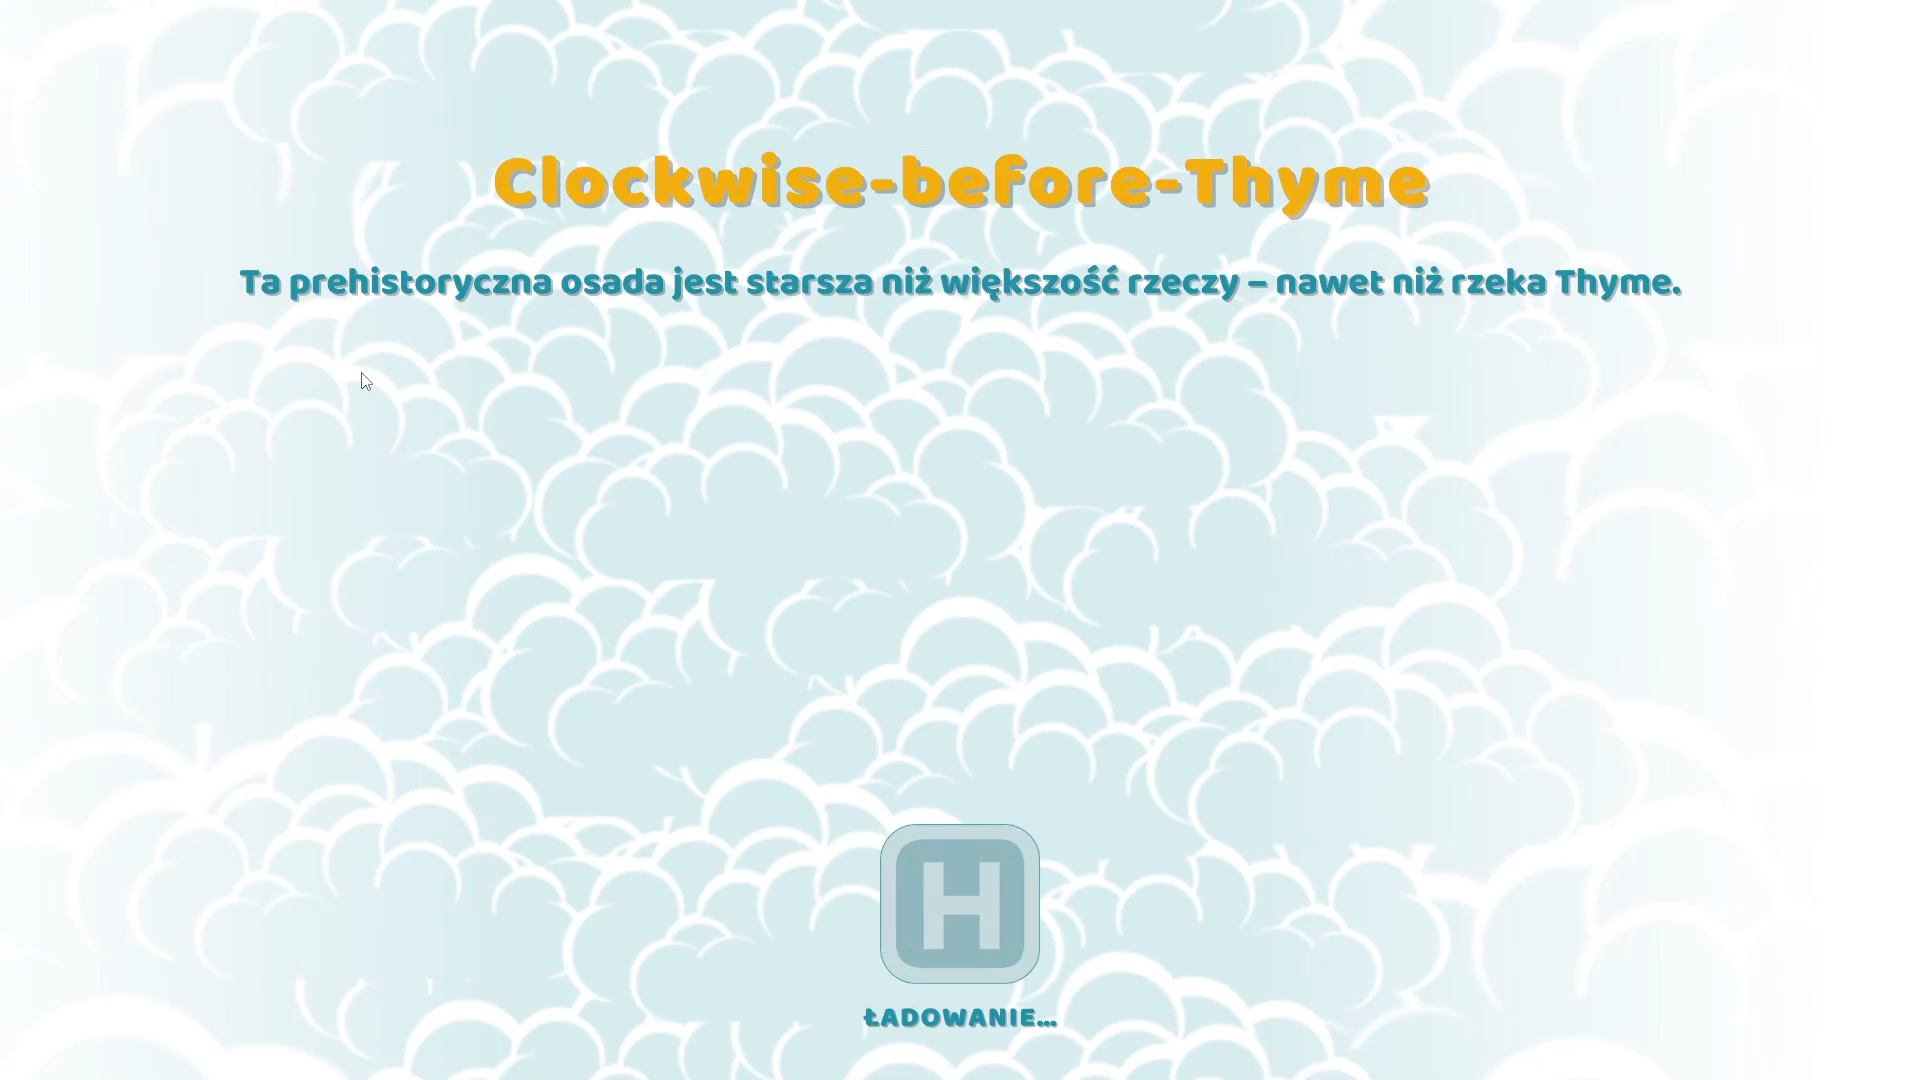 Clockwise-before-Thyme
Ta prehistoryczna osada jest starsza niż większość rzeczy – nawet niż rzeka Thyme.
H
ŁADOWANIE...